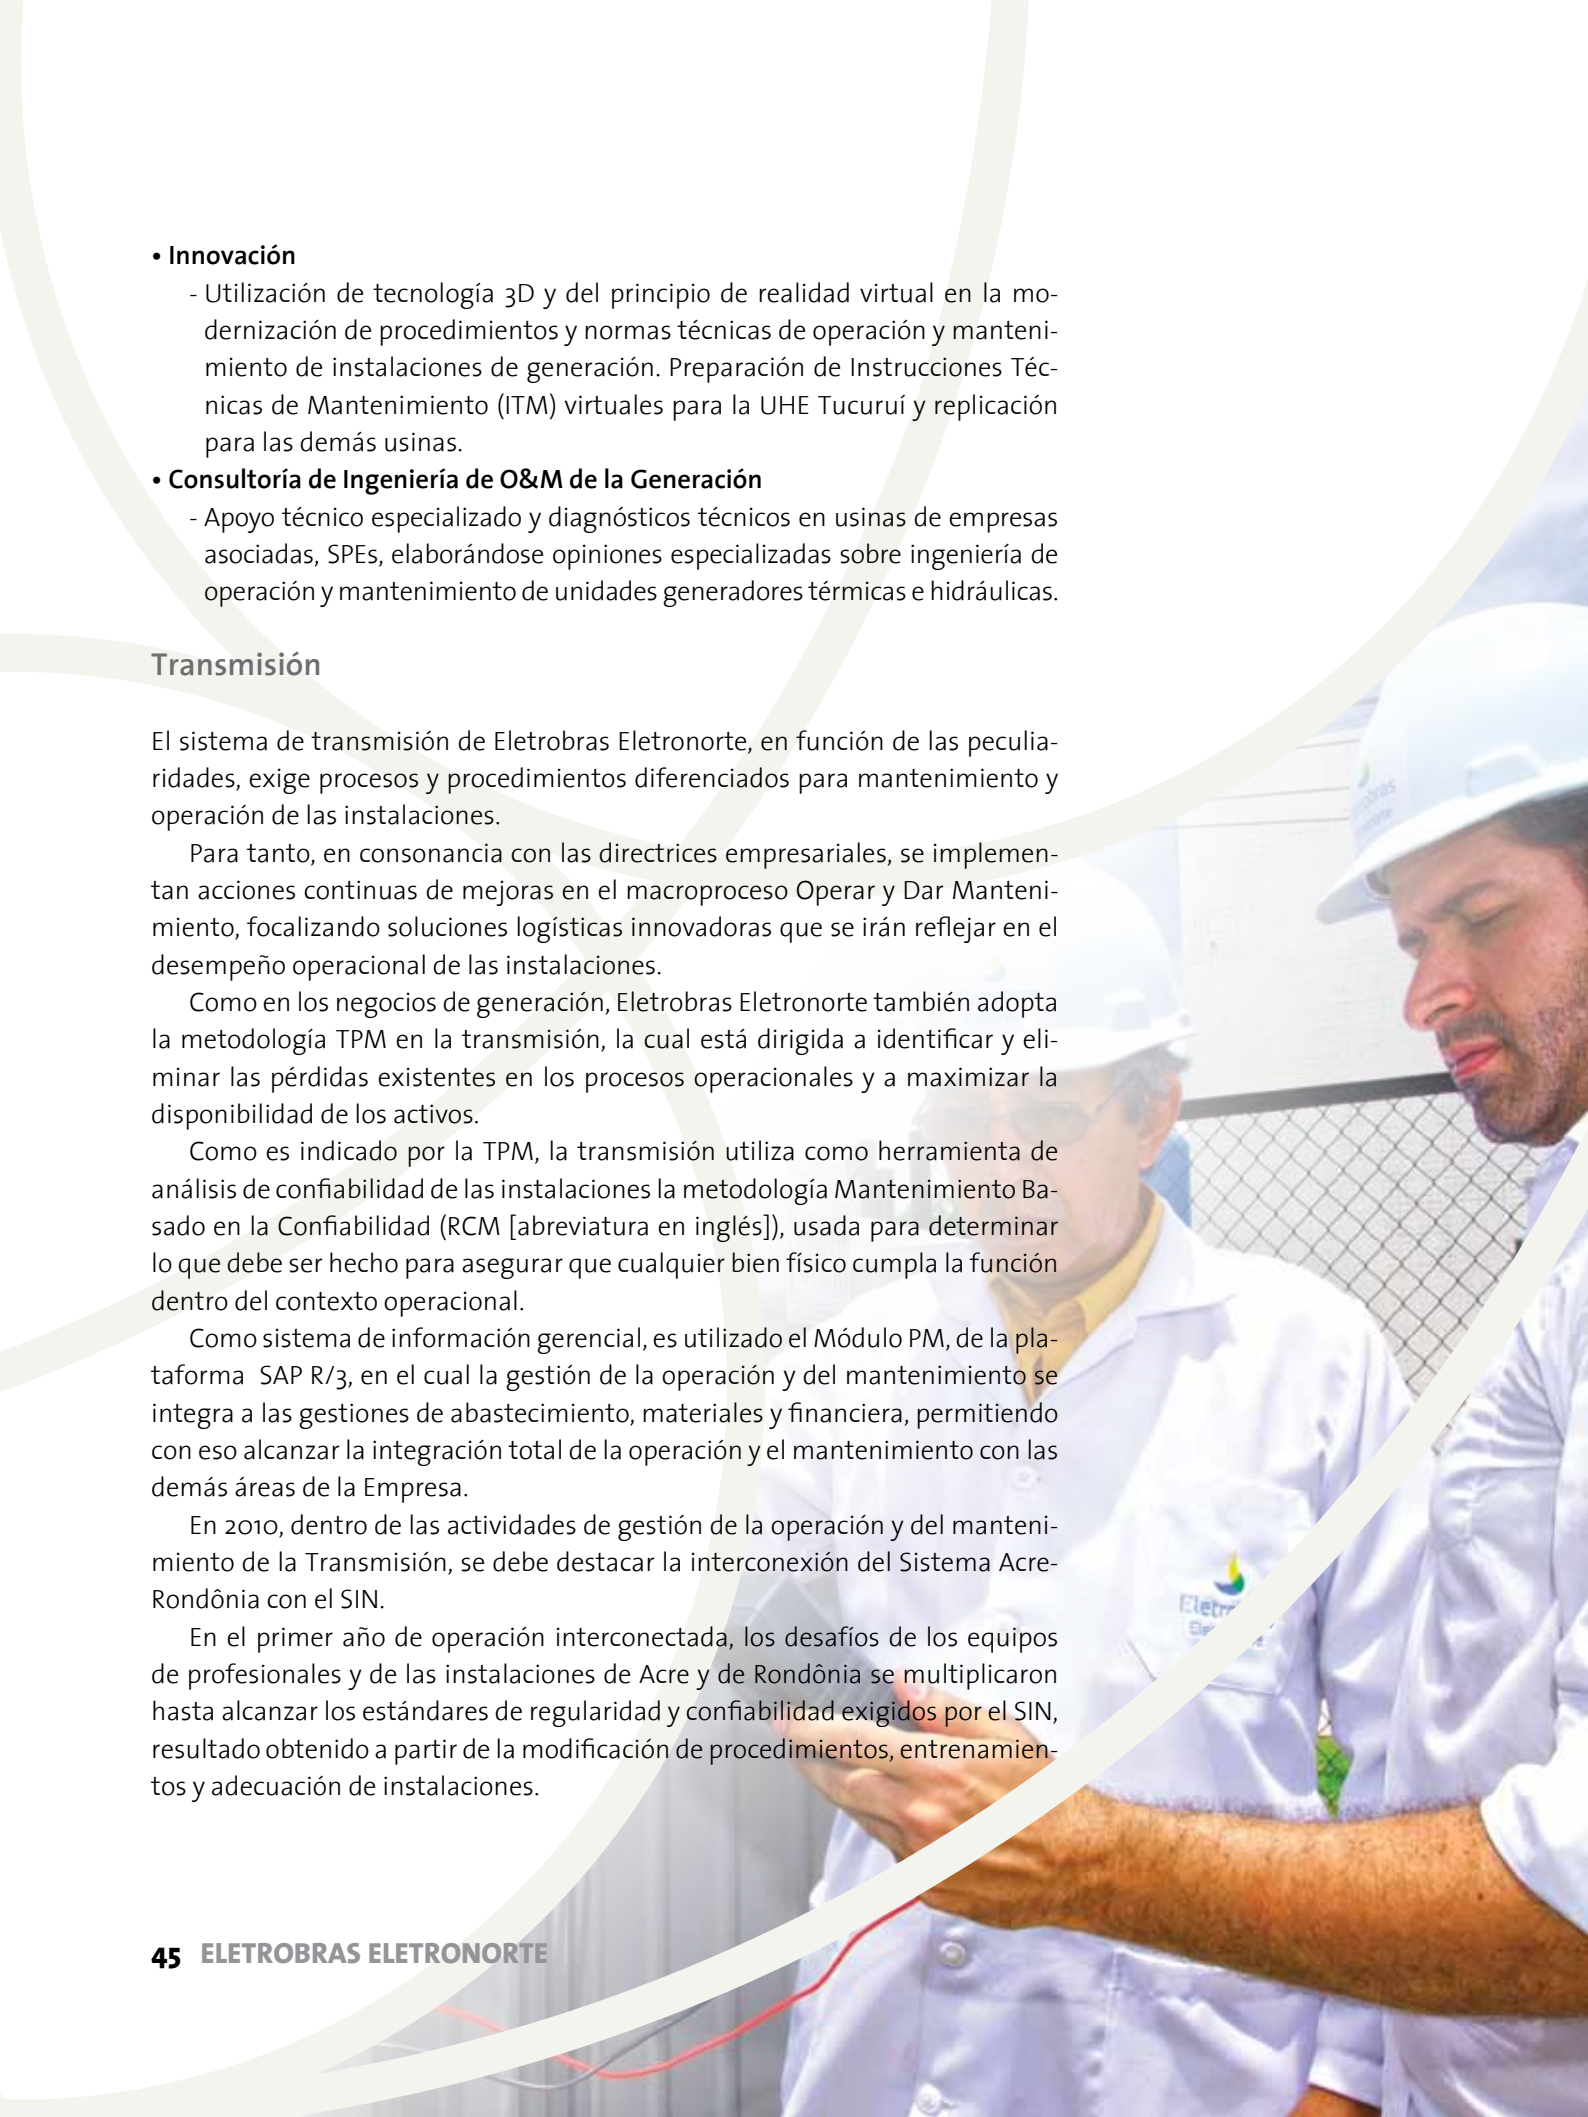 • Innovación
- Utilización de tecnología 3D y del principio de realidad virtual en la mo-
dernización de procedimientos y normas técnicas de operación y manteni-
miento de instalaciones de generación. Preparación de Instrucciones Téc-
nicas de Mantenimiento (ITM) virtuales para la UHE Tucuruí y replicación
para las demás usinas.
• Consultoría de Ingeniería de O&M de la Generación
- Apoyo técnico especializado y diagnósticos técnicos en usinas de empresas
asociadas, SPEs, elaborándose opiniones especializadas sobre ingeniería de
operación y mantenimiento de unidades generadores térmicas e hidráulicas.
Transmisión
El sistema de transmisión de Eletrobras Eletronorte, en función de las peculia-
ridades, exige procesos y procedimientos diferenciados para mantenimiento y
operación de las instalaciones.
Para tanto, en consonancia con las directrices empresariales, se implemen-
tan acciones continuas de mejoras en el macroproceso Operar y Dar Manteni-
miento, focalizando soluciones logísticas innovadoras que se irán reflejar en el
desempeño operacional de las instalaciones.
Como en los negocios de generación, Eletrobras Eletronorte también adopta
la metodología TPM en la transmisión, la cual está dirigida a identificar y eli-
minar las pérdidas existentes en los procesos operacionales y a maximizar la
disponibilidad de los activos.
Como es indicado por la TPM, la transmisión utiliza como herramienta de
análisis de confiabilidad de las instalaciones la metodología Mantenimiento Ba-
sado en la Confiabilidad (RCM [abreviatura en inglés]), usada para determinar
lo que debe ser hecho para asegurar que cualquier bien físico cumpla la función
dentro del contexto operacional.
Como sistema de información gerencial, es utilizado el Módulo PM, de la pla-
taforma SAP R/3, en el cual la gestión de la operación y del mantenimiento se
integra a las gestiones de abastecimiento, materiales y financiera, permitiendo
con eso alcanzar la integración total de la operación y el mantenimiento con las
demás áreas de la Empresa.
En 2010, dentro de las actividades de gestión de la operación y del manteni-
miento de la Transmisión, se debe destacar la interconexión del Sistema Acre-
Rondônia con el SIN.
En el primer año de operación interconectada, los desafíos de los equipos
de profesionales y de las instalaciones de Acre y de Rondônia se multiplicaron
hasta alcanzar los estándares de regularidad y confiabilidad exigidos por el SIN,
resultado obtenido a partir de la modificación de procedimientos, entrenamien-
tos y adecuación de instalaciones.
45 ELETROBRAS ELETRONORTE